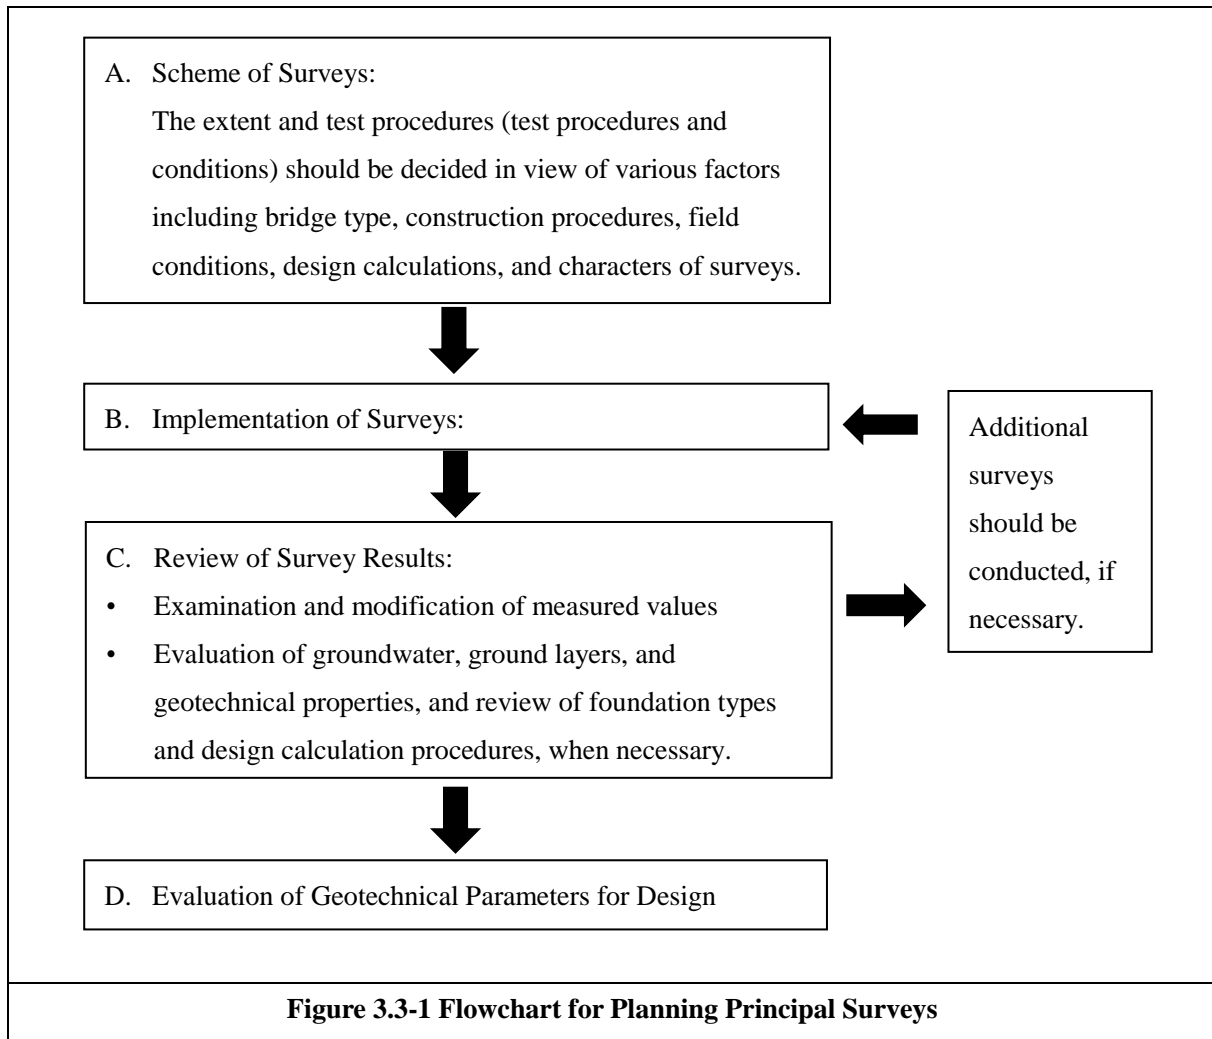 A. Scheme of Surveys:
The extent and test procedures (test procedures and
conditions) should be decided in view of various factors
including bridge type, construction procedures, field
conditions, design calculations, and characters of surveys.
B. Implementation of Surveys:
Additional
surveys
should be
conducted, if
necessary.
C. Review of Survey Results:
• Examination and modification of measured values
• Evaluation of groundwater, ground layers, and
geotechnical properties, and review of foundation types
and design calculation procedures, when necessary.
D. Evaluation of Geotechnical Parameters for Design
Figure 3.3-1 Flowchart for Planning Principal Surveys